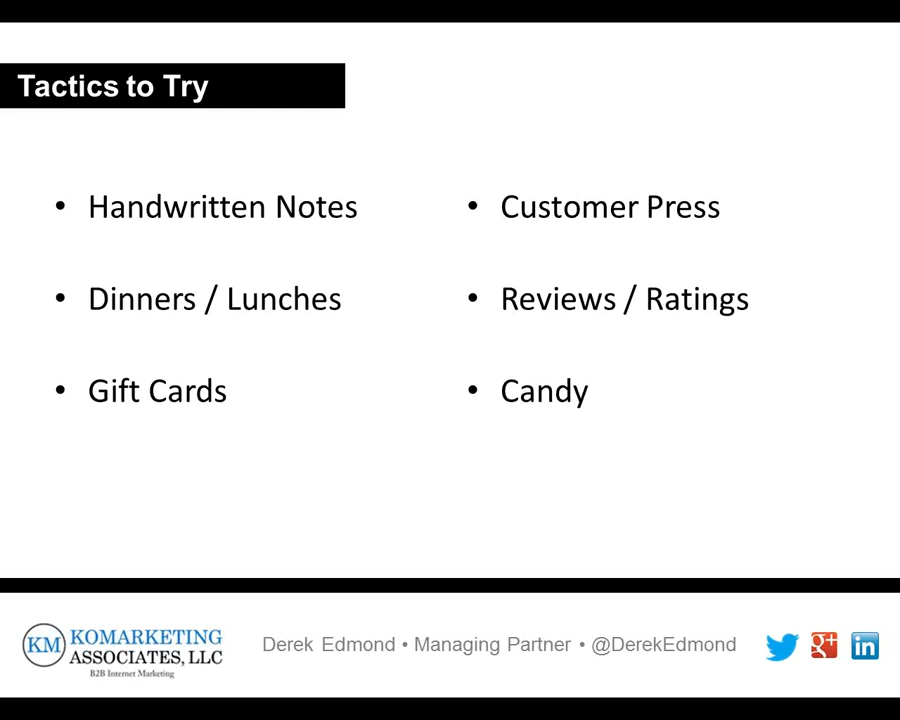 Tactics to Try
• Handwritten Notes
• Dinners / Lunches
• Gift Cards
• Customer Press
• Reviews / Ratings
• Candy
KM
KOMARKETING
ASSOCIATES, LLC
B2B Internet Marketing
Derek Edmond • Managing Partner • @DerekEdmond
g+
in